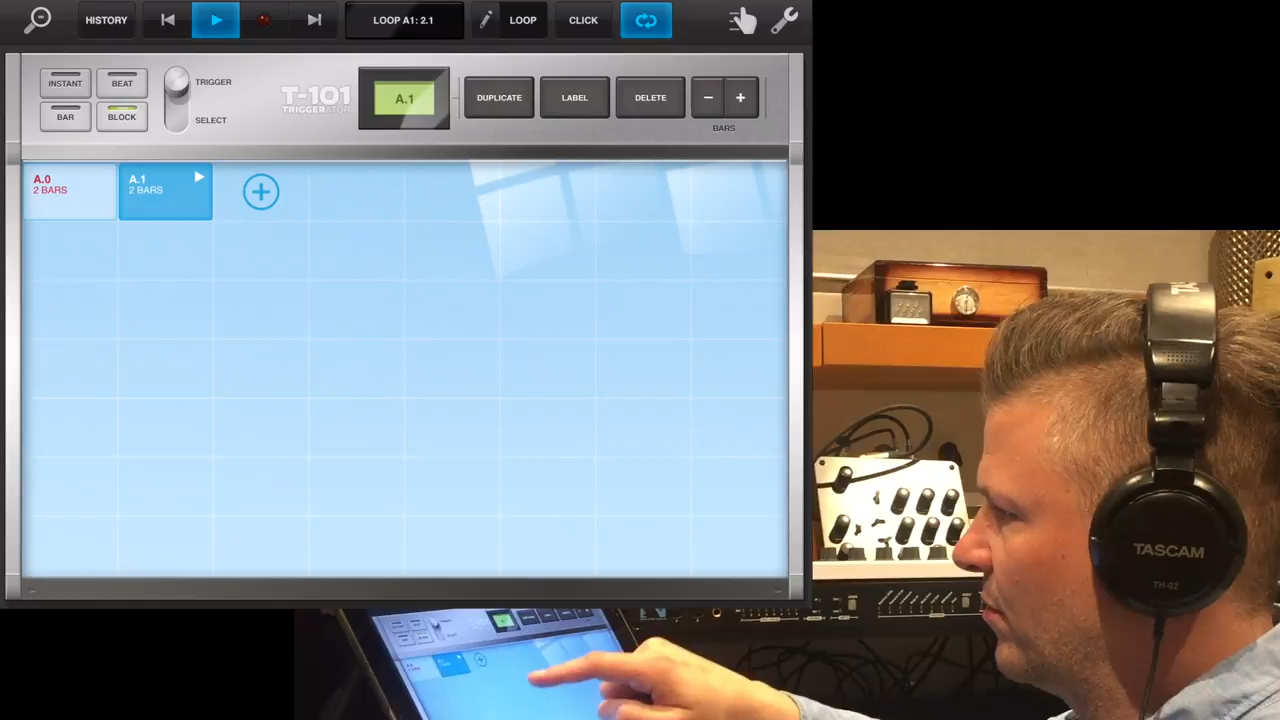 HISTORY
LOOP A1: 2.1
LOOP
CLICK
INSTANT
BEAT
BAR
BLOCK
TRIGGER
SELECT
T-101
TRIGGERATOR
A.1
DUPLICATE
LABEL
DELETE
−
+
BARS
A.0
2 BARS
A.1
2 BARS
TASCAM
TH-02